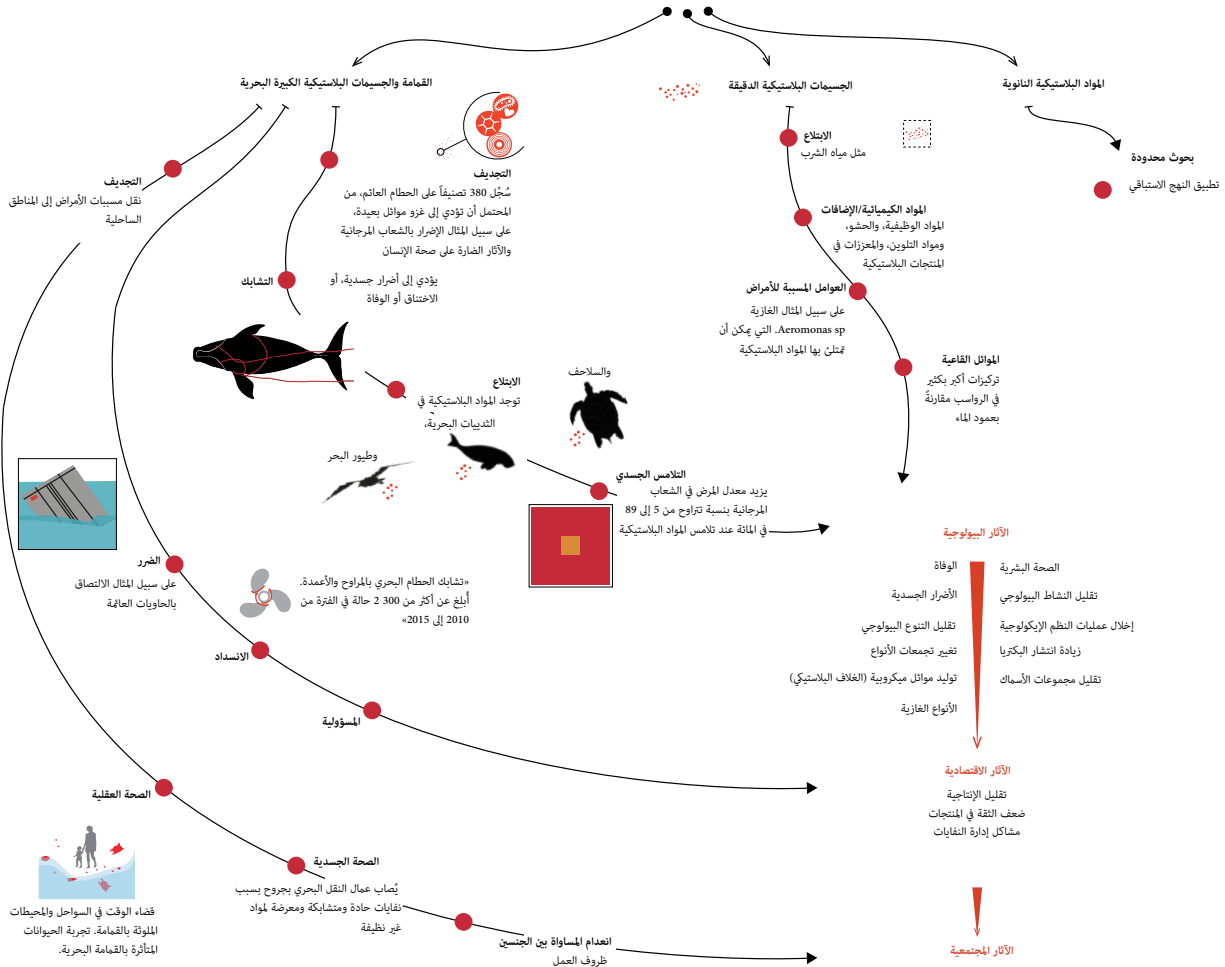 المواد البلاستيكية النانوية
بحوث محدودة
تطبيق النهج الاستباقي
الجسيمات البلاستيكية الدقيقة
الابتلاع
مثل مياه الشرب
المواد الكيميائية/الإضافات
المواد الوظيفية، والحشو،
ومواد التلوين، والمعززات في
المنتجات البلاستيكية
العوامل المسببة للأمراض
على سبيل المثال الغازية
Aeromonas sp. التي يمكن أن
تمتلئ بها المواد البلاستيكية
الموائل القاعية
تركيزات أكبر بكثير
في الرواسب مقارنةً
بعمود الماء
القمامة والجسيمات البلاستيكية الكبيرة البحرية
التجديف
سُجِّل 380 تصنيفاً على الحطام العائم، من
المحتمل أن تؤدي إلى غزو موائل بعيدة،
على سبيل المثال الإضرار بالشعاب المرجانية
والآثار الضارة على صحة الإنسان
التشابك
يؤدي إلى أضرار جسدية، أو
الاختناق أو الوفاة
الابتلاع
توجد المواد البلاستيكية في
الثدييات البحرية،
والسلاحف
وطيور البحر
التلامس الجسدي
يزيد معدل المرض في الشعاب
المرجانية بنسبة تتراوح من 5 إلى 89
في المائة عند تلامس المواد البلاستيكية
التجديف
نقل مسببات الأمراض إلى المناطق
الساحلية
الضرر
على سبيل المثال الالتصاق
بالحاويات العائمة
»تشابك الحطام البحري بالمراوح والأعمدة.
أُبلِغ عن أكثر من 300 2 حالة في الفترة من
2010 إلى 2015«
الانسداد
المسؤولية
الصحة العقلية
قضاء الوقت في السواحل والمحيطات
الملوثة بالقمامة. تجربة الحيوانات
المتأثرة بالقمامة البحرية.
الصحة الجسدية
يُصاب عمال النقل البحري بجروح بسبب
نفايات حادة ومتشابكة ومعرضة لمواد
غير نظيفة
انعدام المساواة بين الجنسين
ظروف العمل
الآثار البيولوجية
الصحة البشرية
تقليل النشاط البيولوجي
إخلال عمليات النظم الإيكولوجية
زيادة انتشار البكتريا
تقليل مجموعات الأسماك
الوفاة
الأضرار الجسدية
تقليل التنوع البيولوجي
تغيير تجمعات الأنواع
توليد موائل ميكروبية (الغلاف البلاستيكي)
الأنواع الغازية
الآثار الاقتصادية
تقليل الإنتاجية
ضعف الثقة في المنتجات
مشاكل إدارة النفايات
الآثار المجتمعية